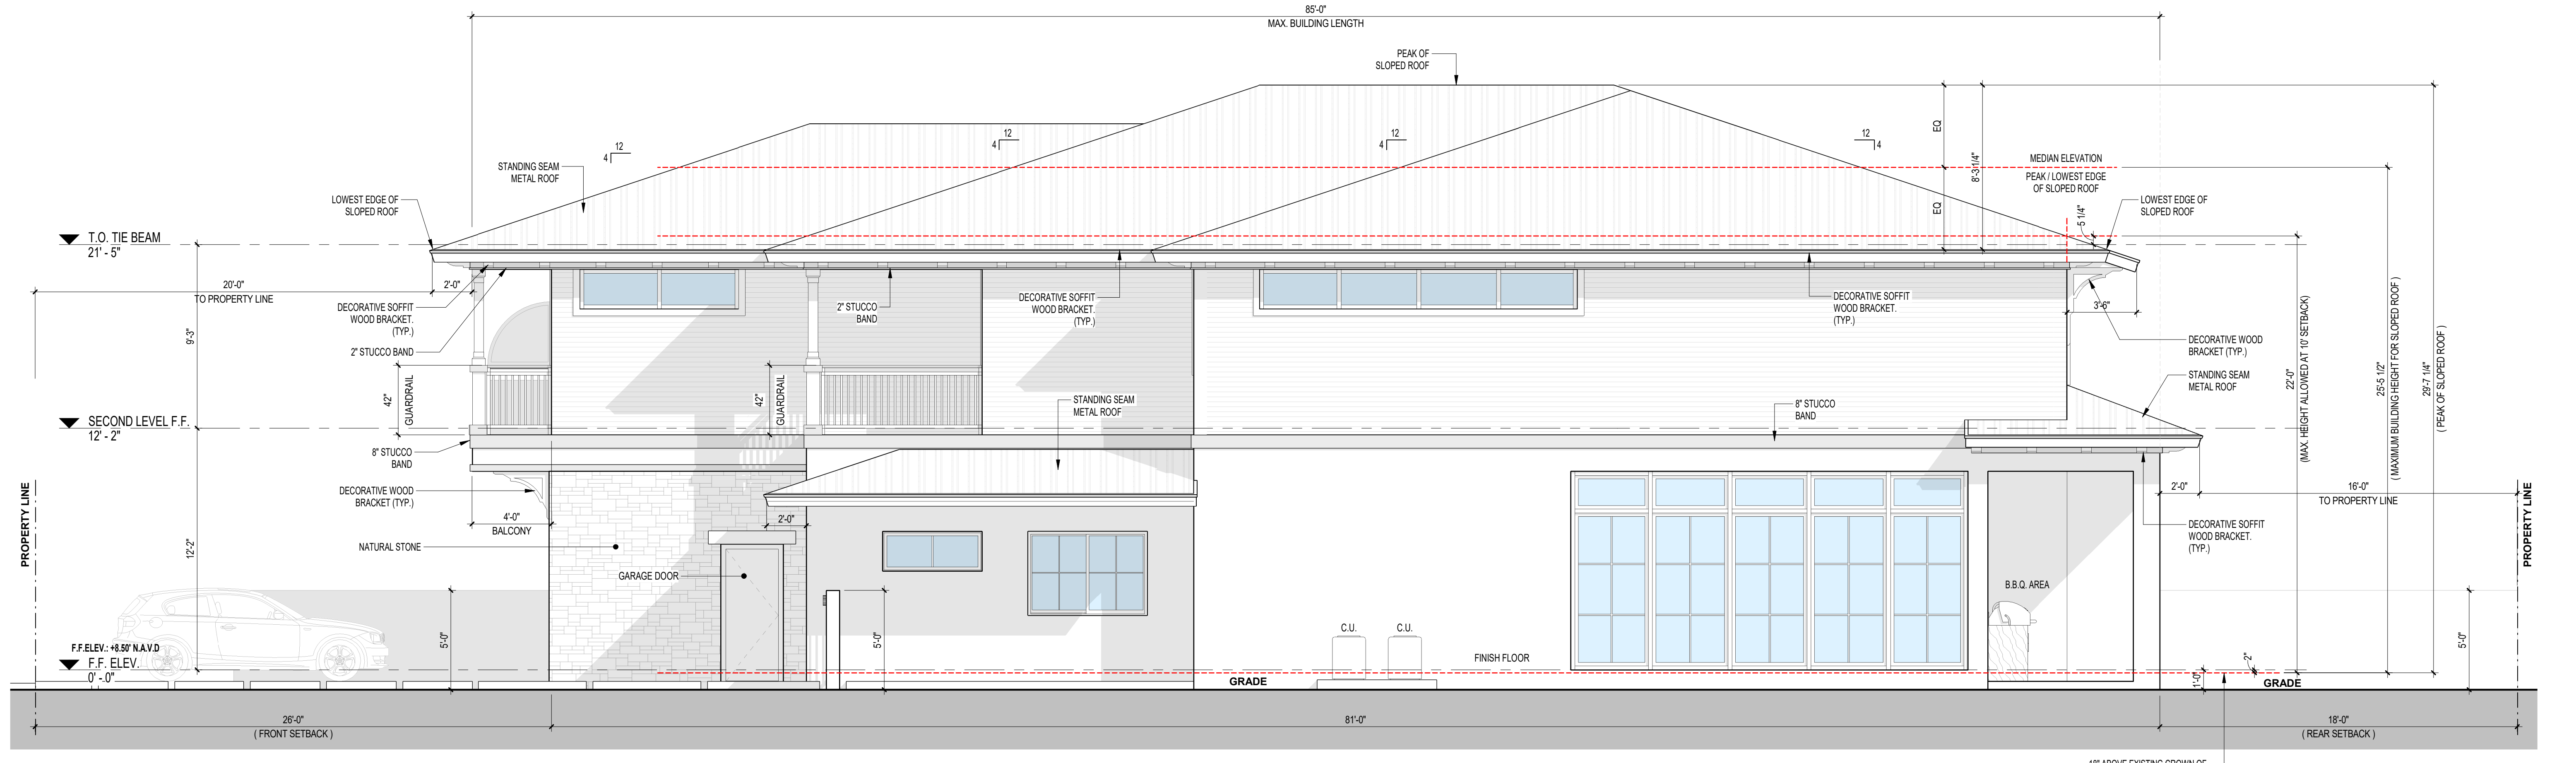 85'-0"
MAX. BUILDING LENGTH
PEAK OF
SLOPED ROOF
12
4
12
4
12
4
12
4
EQ
EQ
8'-3 1/4"
MEDIAN ELEVATION
PEAK / LOWEST EDGE
OF SLOPED ROOF
STANDING SEAM
METAL ROOF
LOWEST EDGE OF
SLOPED ROOF
LOWEST EDGE OF
SLOPED ROOF
5 1/4"
T.O. TIE BEAM
21' - 5"
20'-0"
TO PROPERTY LINE
2'-0"
9'-3"
DECORATIVE SOFFIT
WOOD BRACKET.
(TYP.)
2" STUCCO BAND
2" STUCCO
BAND
DECORATIVE SOFFIT
WOOD BRACKET.
(TYP.)
DECORATIVE SOFFIT
WOOD BRACKET.
(TYP.)
3'-6"
DECORATIVE WOOD
BRACKET (TYP.)
STANDING SEAM
METAL ROOF
22'-0"
(MAX. HEIGHT ALLOWED AT 10' SETBACK)
25'-5 1/2"
( MAXIMUM BUILDING HEIGHT FOR SLOPED ROOF )
29'-7 1/4"
( PEAK OF SLOPED ROOF )
42"
GUARDRAIL
42"
GUARDRAIL
STANDING SEAM
METAL ROOF
8" STUCCO
BAND
SECOND LEVEL F.F.
12' - 2"
8" STUCCO
BAND
DECORATIVE WOOD
BRACKET (TYP.)
4'-0"
BALCONY
2'-0"
2'-0"
16'-0"
TO PROPERTY LINE
DECORATIVE SOFFIT
WOOD BRACKET.
(TYP.)
PROPERTY LINE
PROPERTY LINE
12'-2"
NATURAL STONE
GARAGE DOOR
B.B.Q. AREA
5'-0"
5'-0"
5'-0"
C.U.
C.U.
F.F.ELEV.: +8.50' N.A.V.D
F.F. ELEV.
0' - 0"
FINISH FLOOR
2"
1'-0"
GRADE
GRADE
26'-0"
( FRONT SETBACK )
81'-0"
18'-0"
( REAR SETBACK )
18" ABOVE EXISTING CROWN OF